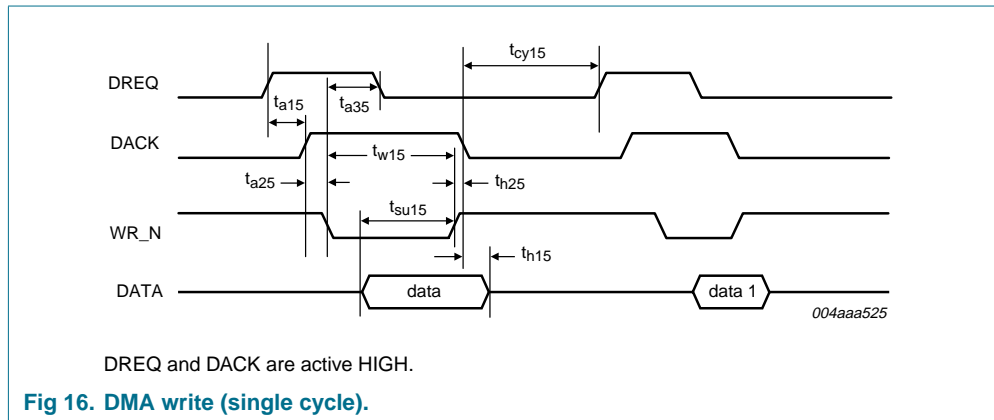 DREQ
t_cy15
t_a15
t_a35
DACK
t_w15
t_a25
t_h25
t_su15
WR_N
t_h15
DATA
data
data 1
004aaa525
DREQ and DACK are active HIGH.
Fig 16. DMA write (single cycle).